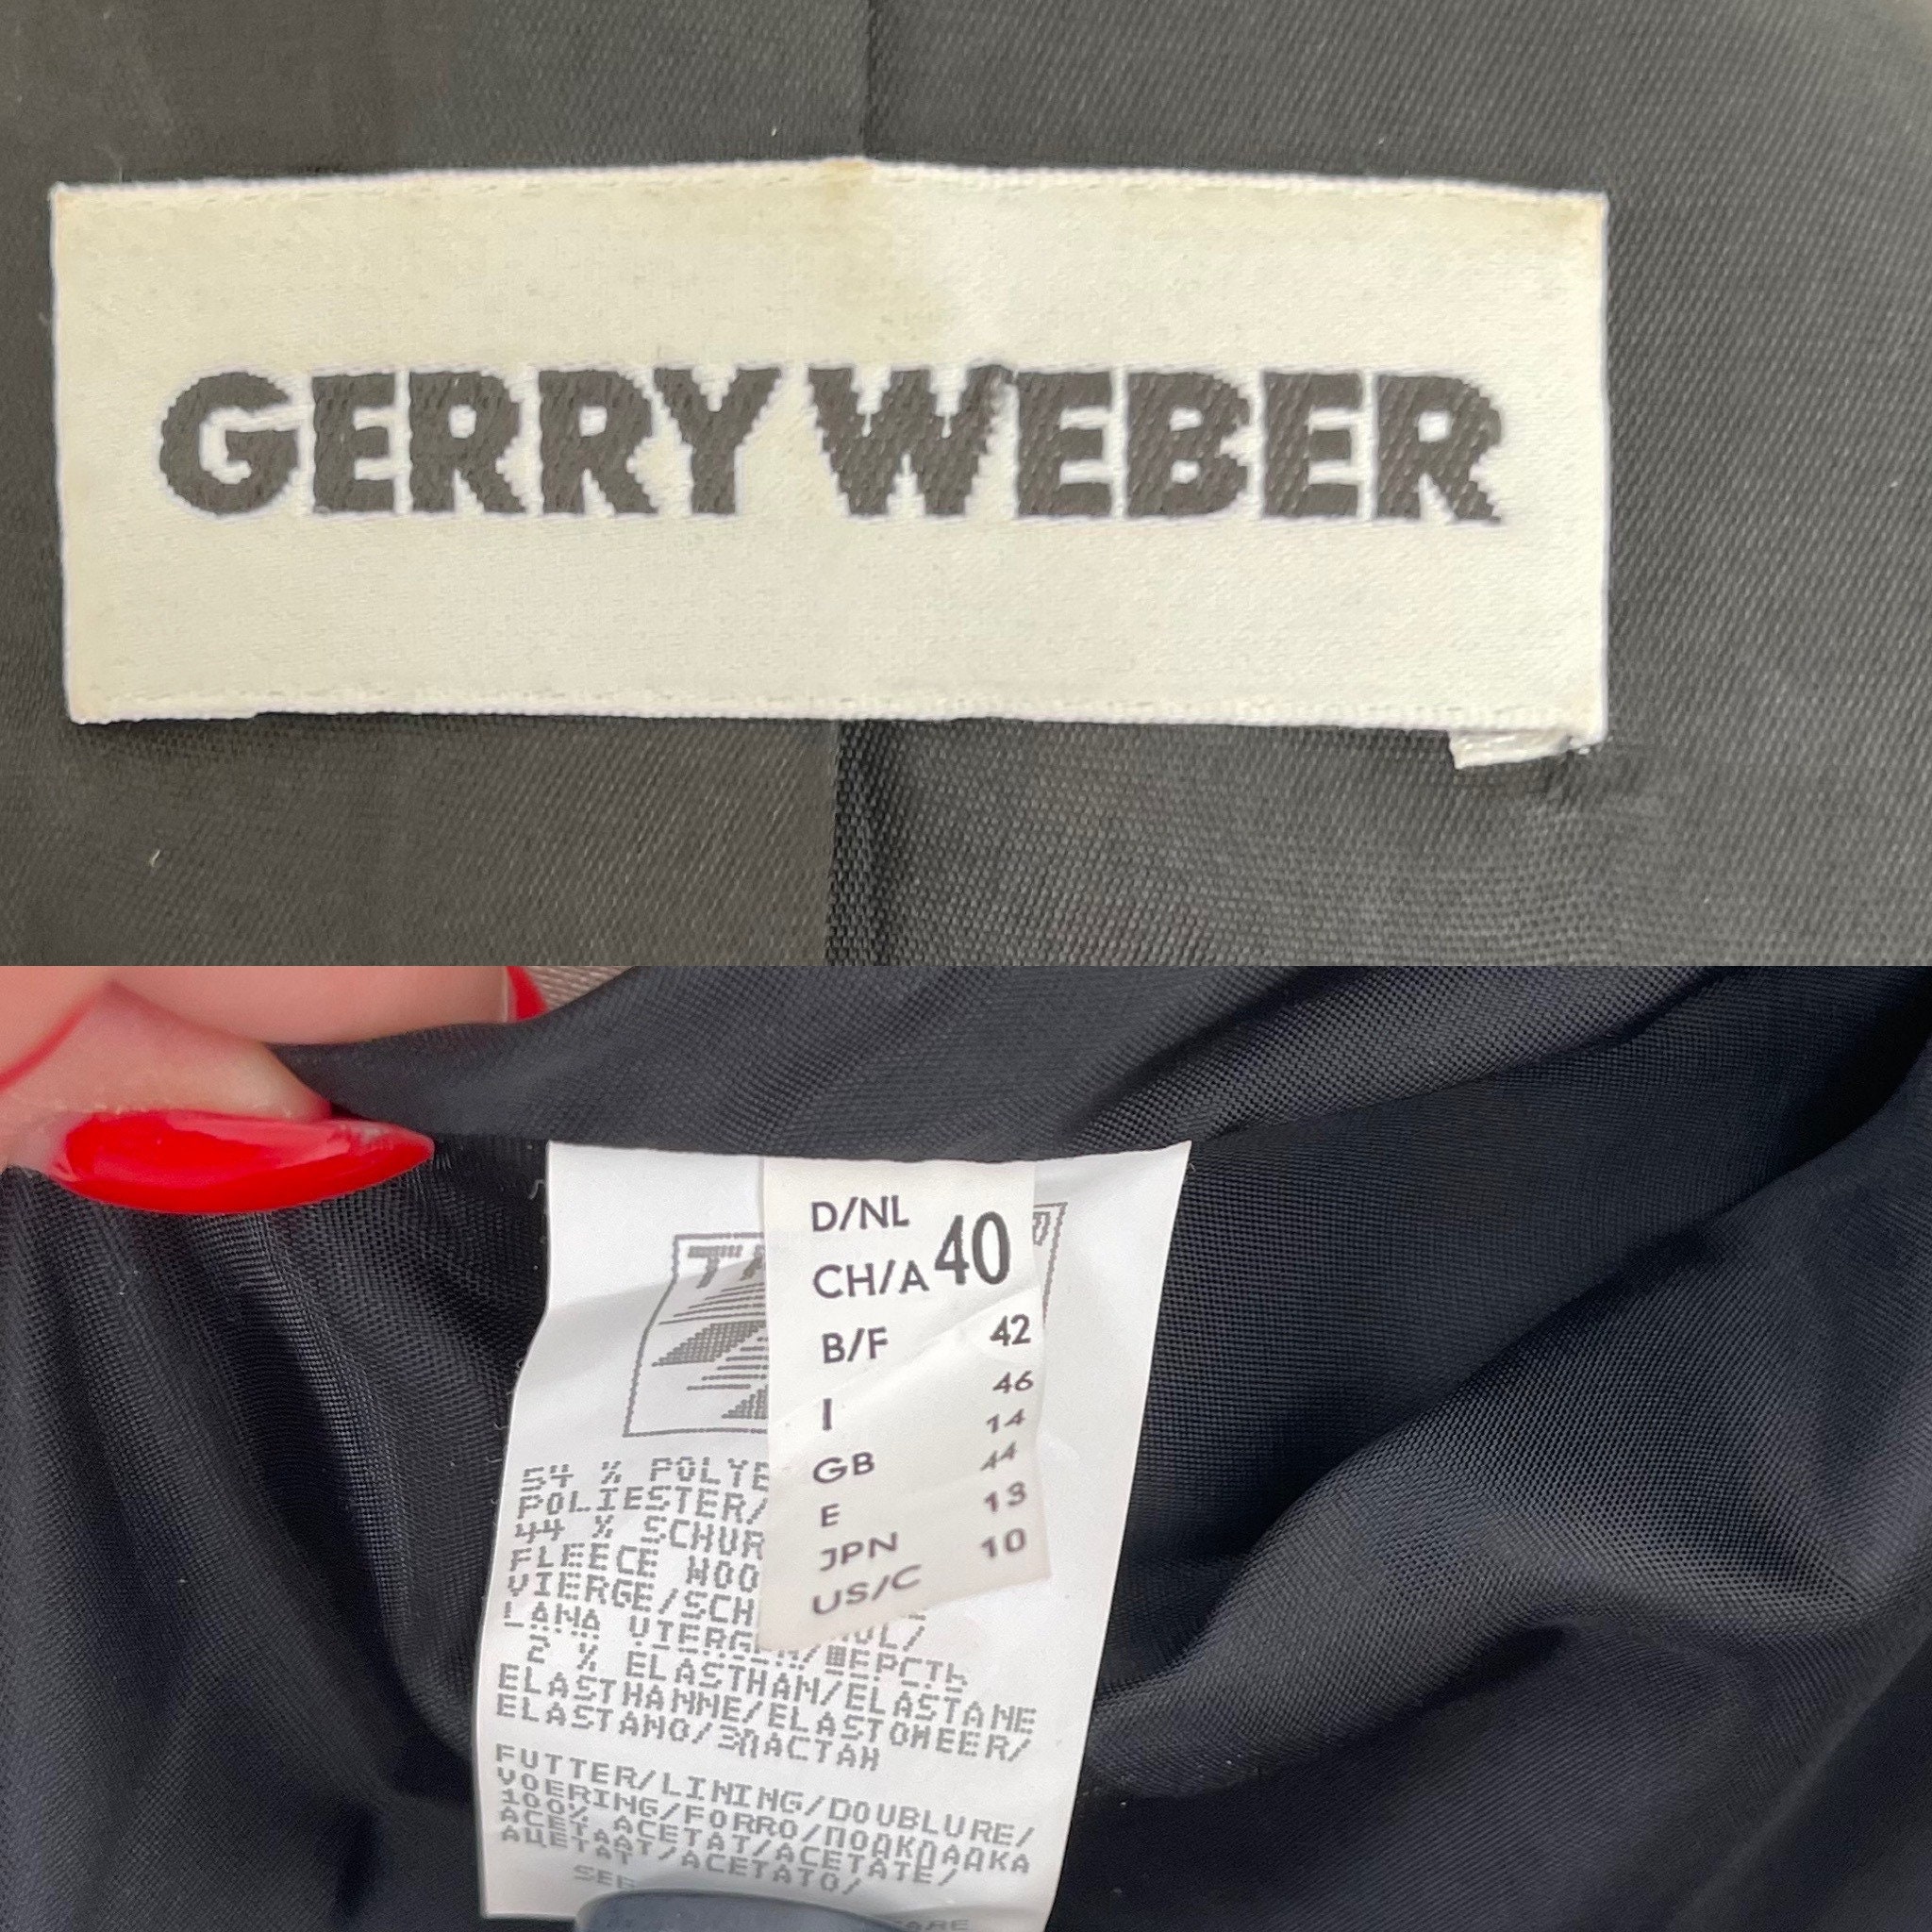 GERRY WEBER
D/NL
CH/A 40
B/F 42
I 46
GB 14
E 44
JPN 13
US/C 10
54 % POLYE
POLIESTER/
44 % SCHUR
FLEECE WOO
VIERGE/SCH
LANA VIERGEN/ШЕРСТЬ
2 % ELASTHAN/ELASTANE
ELASTHANNE/ELASTOMEER/
ELASTANO/ЭЛАСТАН
FUTTER/LINING/DOUBLURE/
VOERING/FORRO/ПОДКЛАДКА
100% ACETAT/ACETATE/
ACETAAT/ACETATO/
АЦЕТАТ
SEE